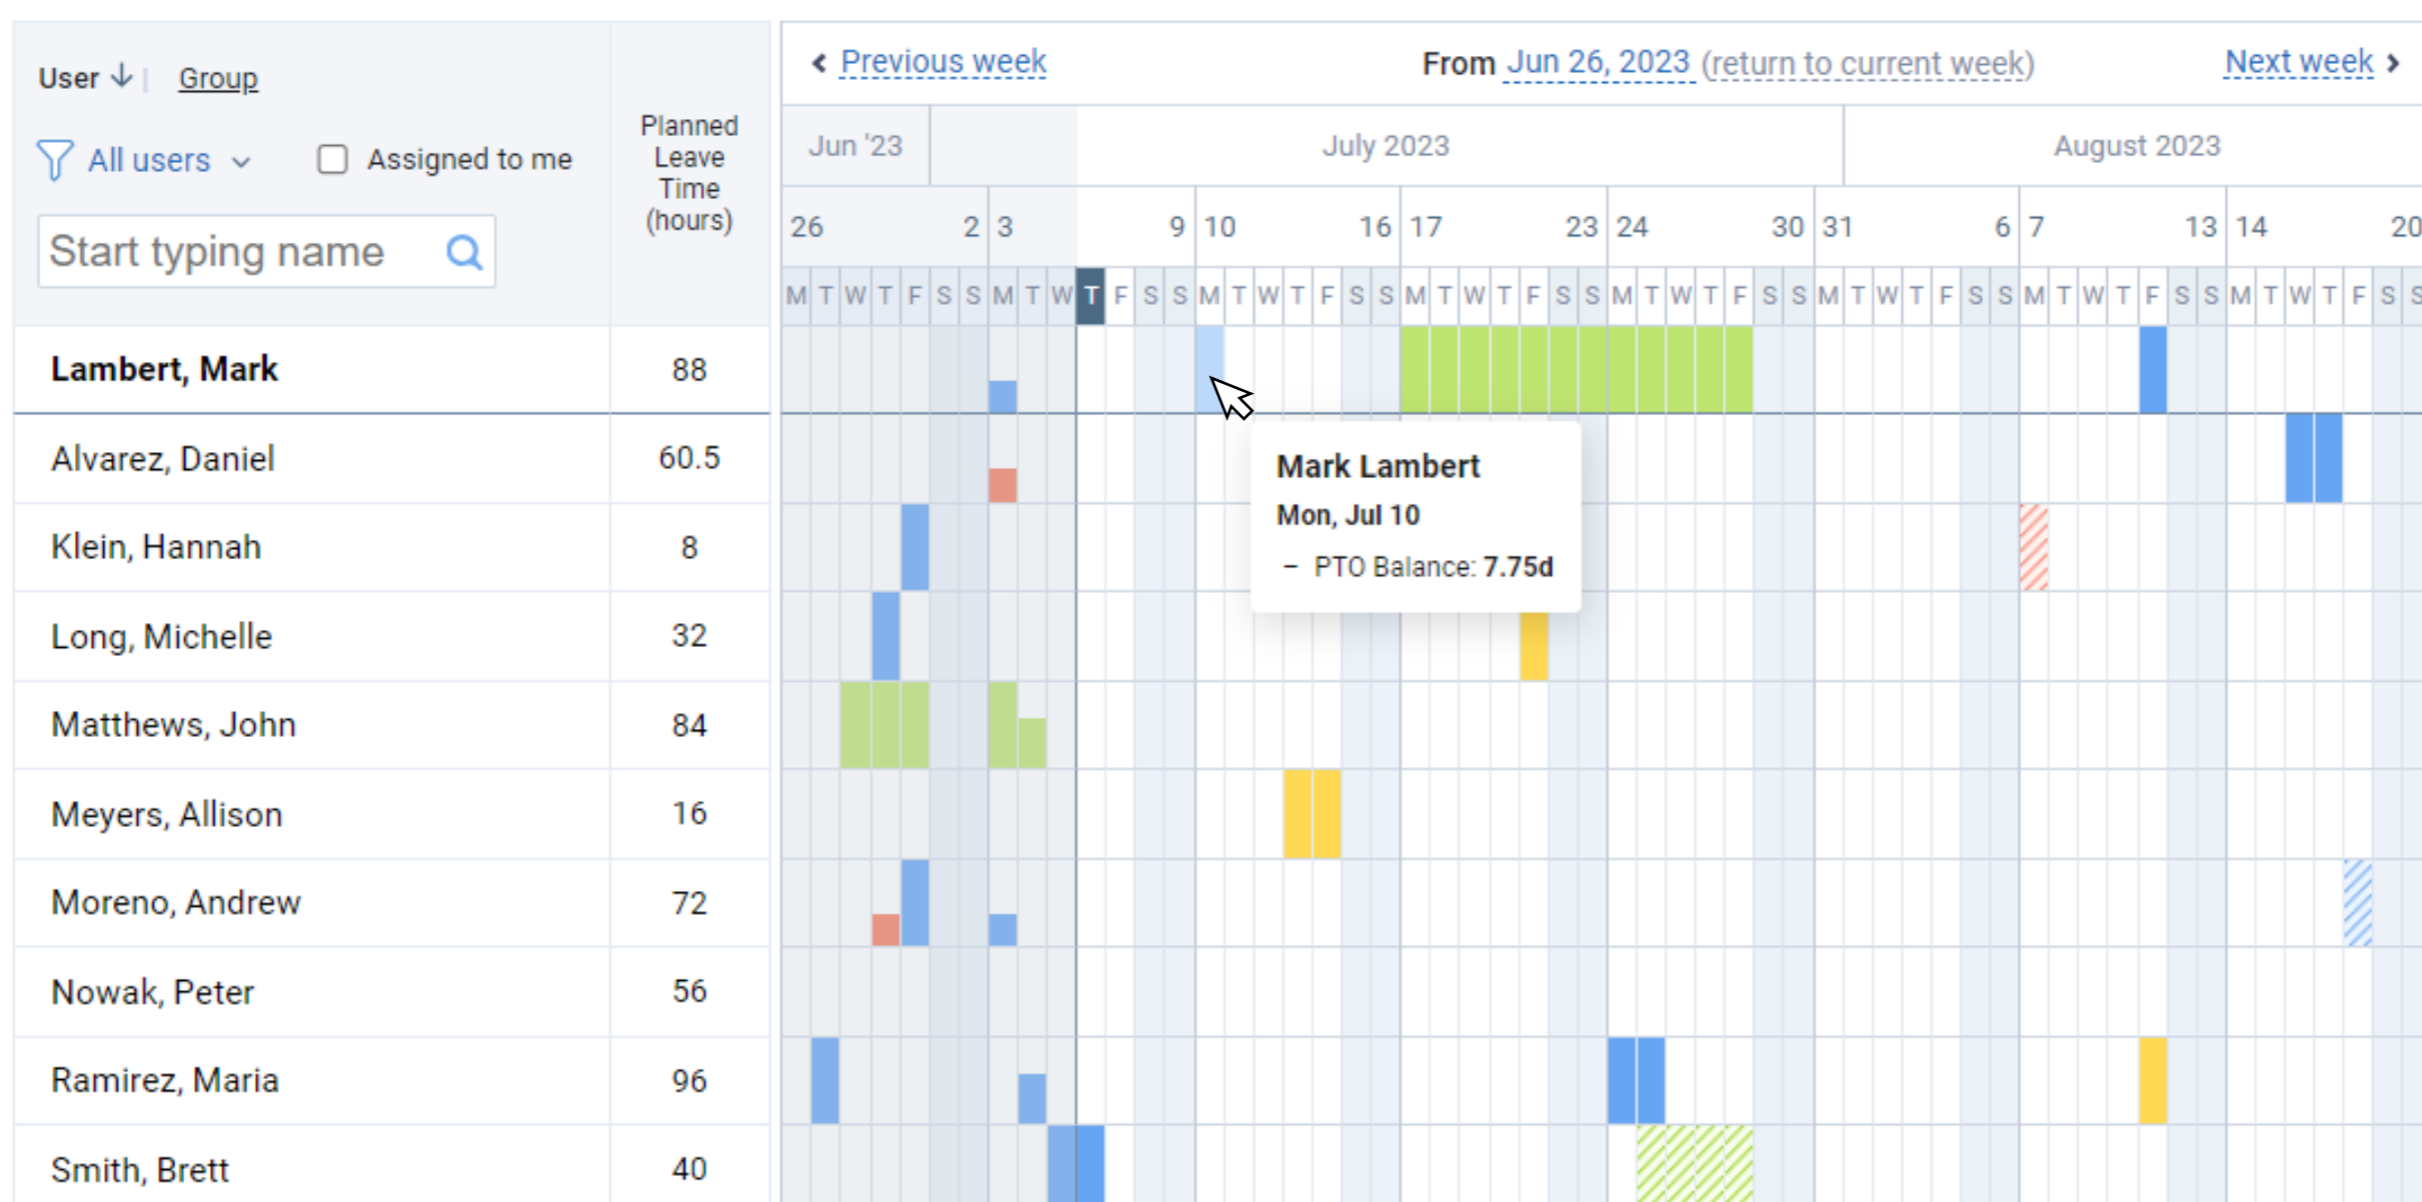 User Group
All users Assigned to me
Start typing name
Planned
Leave
Time
(hours)
Previous week From Jun 26, 2023 (return to current week) Next week
Jun '23 July 2023 August 2023
26 2 3 9 10 16 17 23 24 30 31 6 7 13 14 20
M T W T F S S M T W T F S S M T W T F S S M T W T F S S M T W T F S S M T W T F S S M T W T F S S M T W T F S S
Lambert, Mark 88
Alvarez, Daniel 60.5
Klein, Hannah 8
Long, Michelle 32
Matthews, John 84
Meyers, Allison 16
Moreno, Andrew 72
Nowak, Peter 56
Ramirez, Maria 96
Smith, Brett 40
Mark Lambert
Mon, Jul 10
– PTO Balance: 7.75d